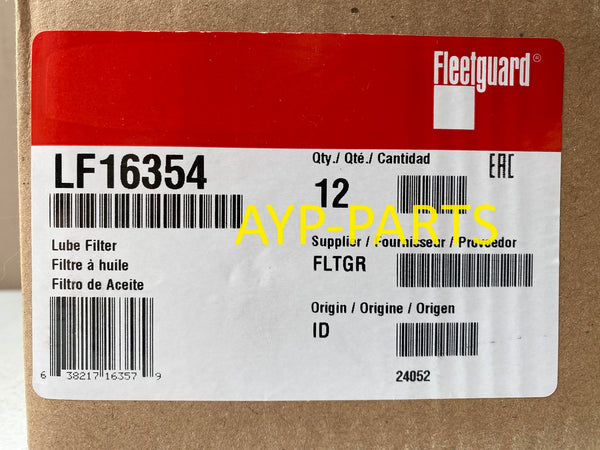 Fleetguard®
LF16354
Qty./ Qté./ Cantidad
EAC
12
AYP-PARTS
Lube Filter
Filtre à huile
Filtro de Aceite
Supplier / Fournisseur / Proveedor
FLTGR
Origin / Origine / Origen
ID
24052
6 38217 16357 9